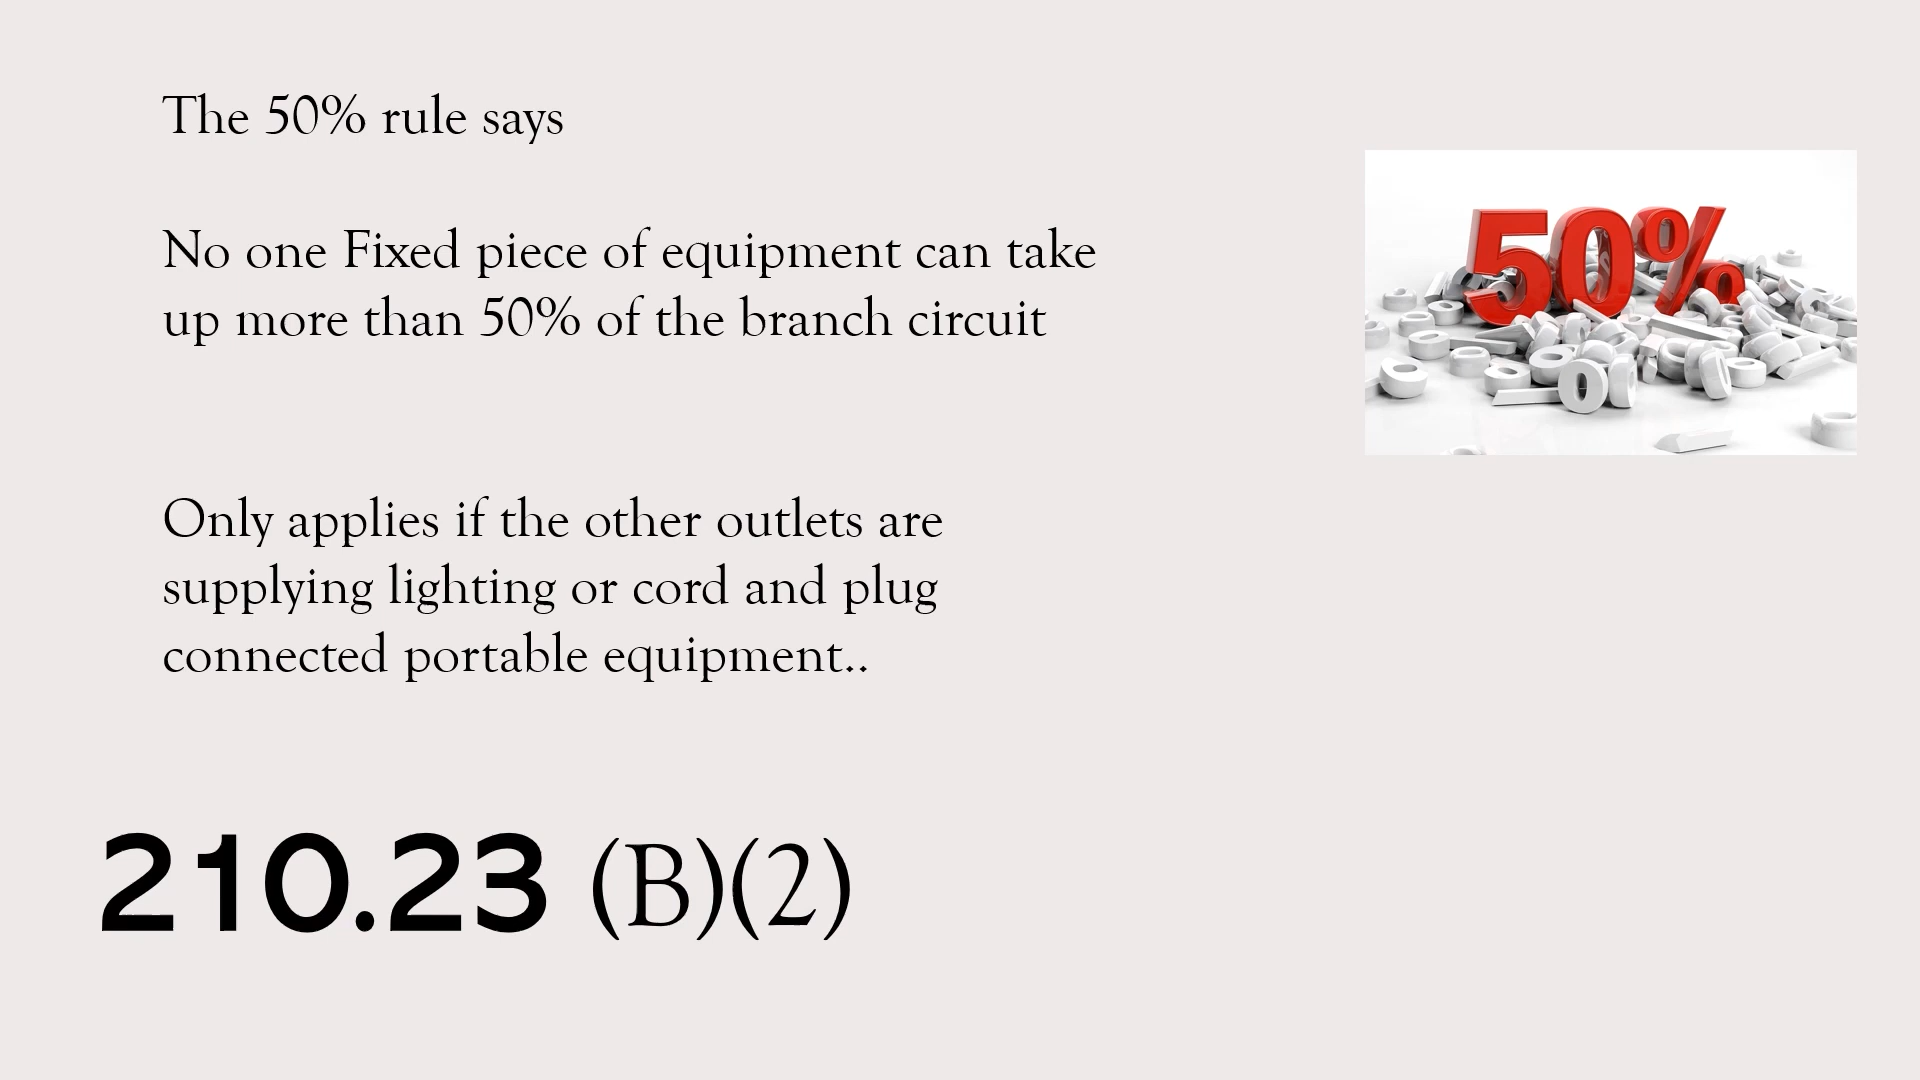 The 50% rule says
No one Fixed piece of equipment can take
up more than 50% of the branch circuit
50%
Only applies if the other outlets are
supplying lighting or cord and plug
connected portable equipment..
210.23 (B)(2)